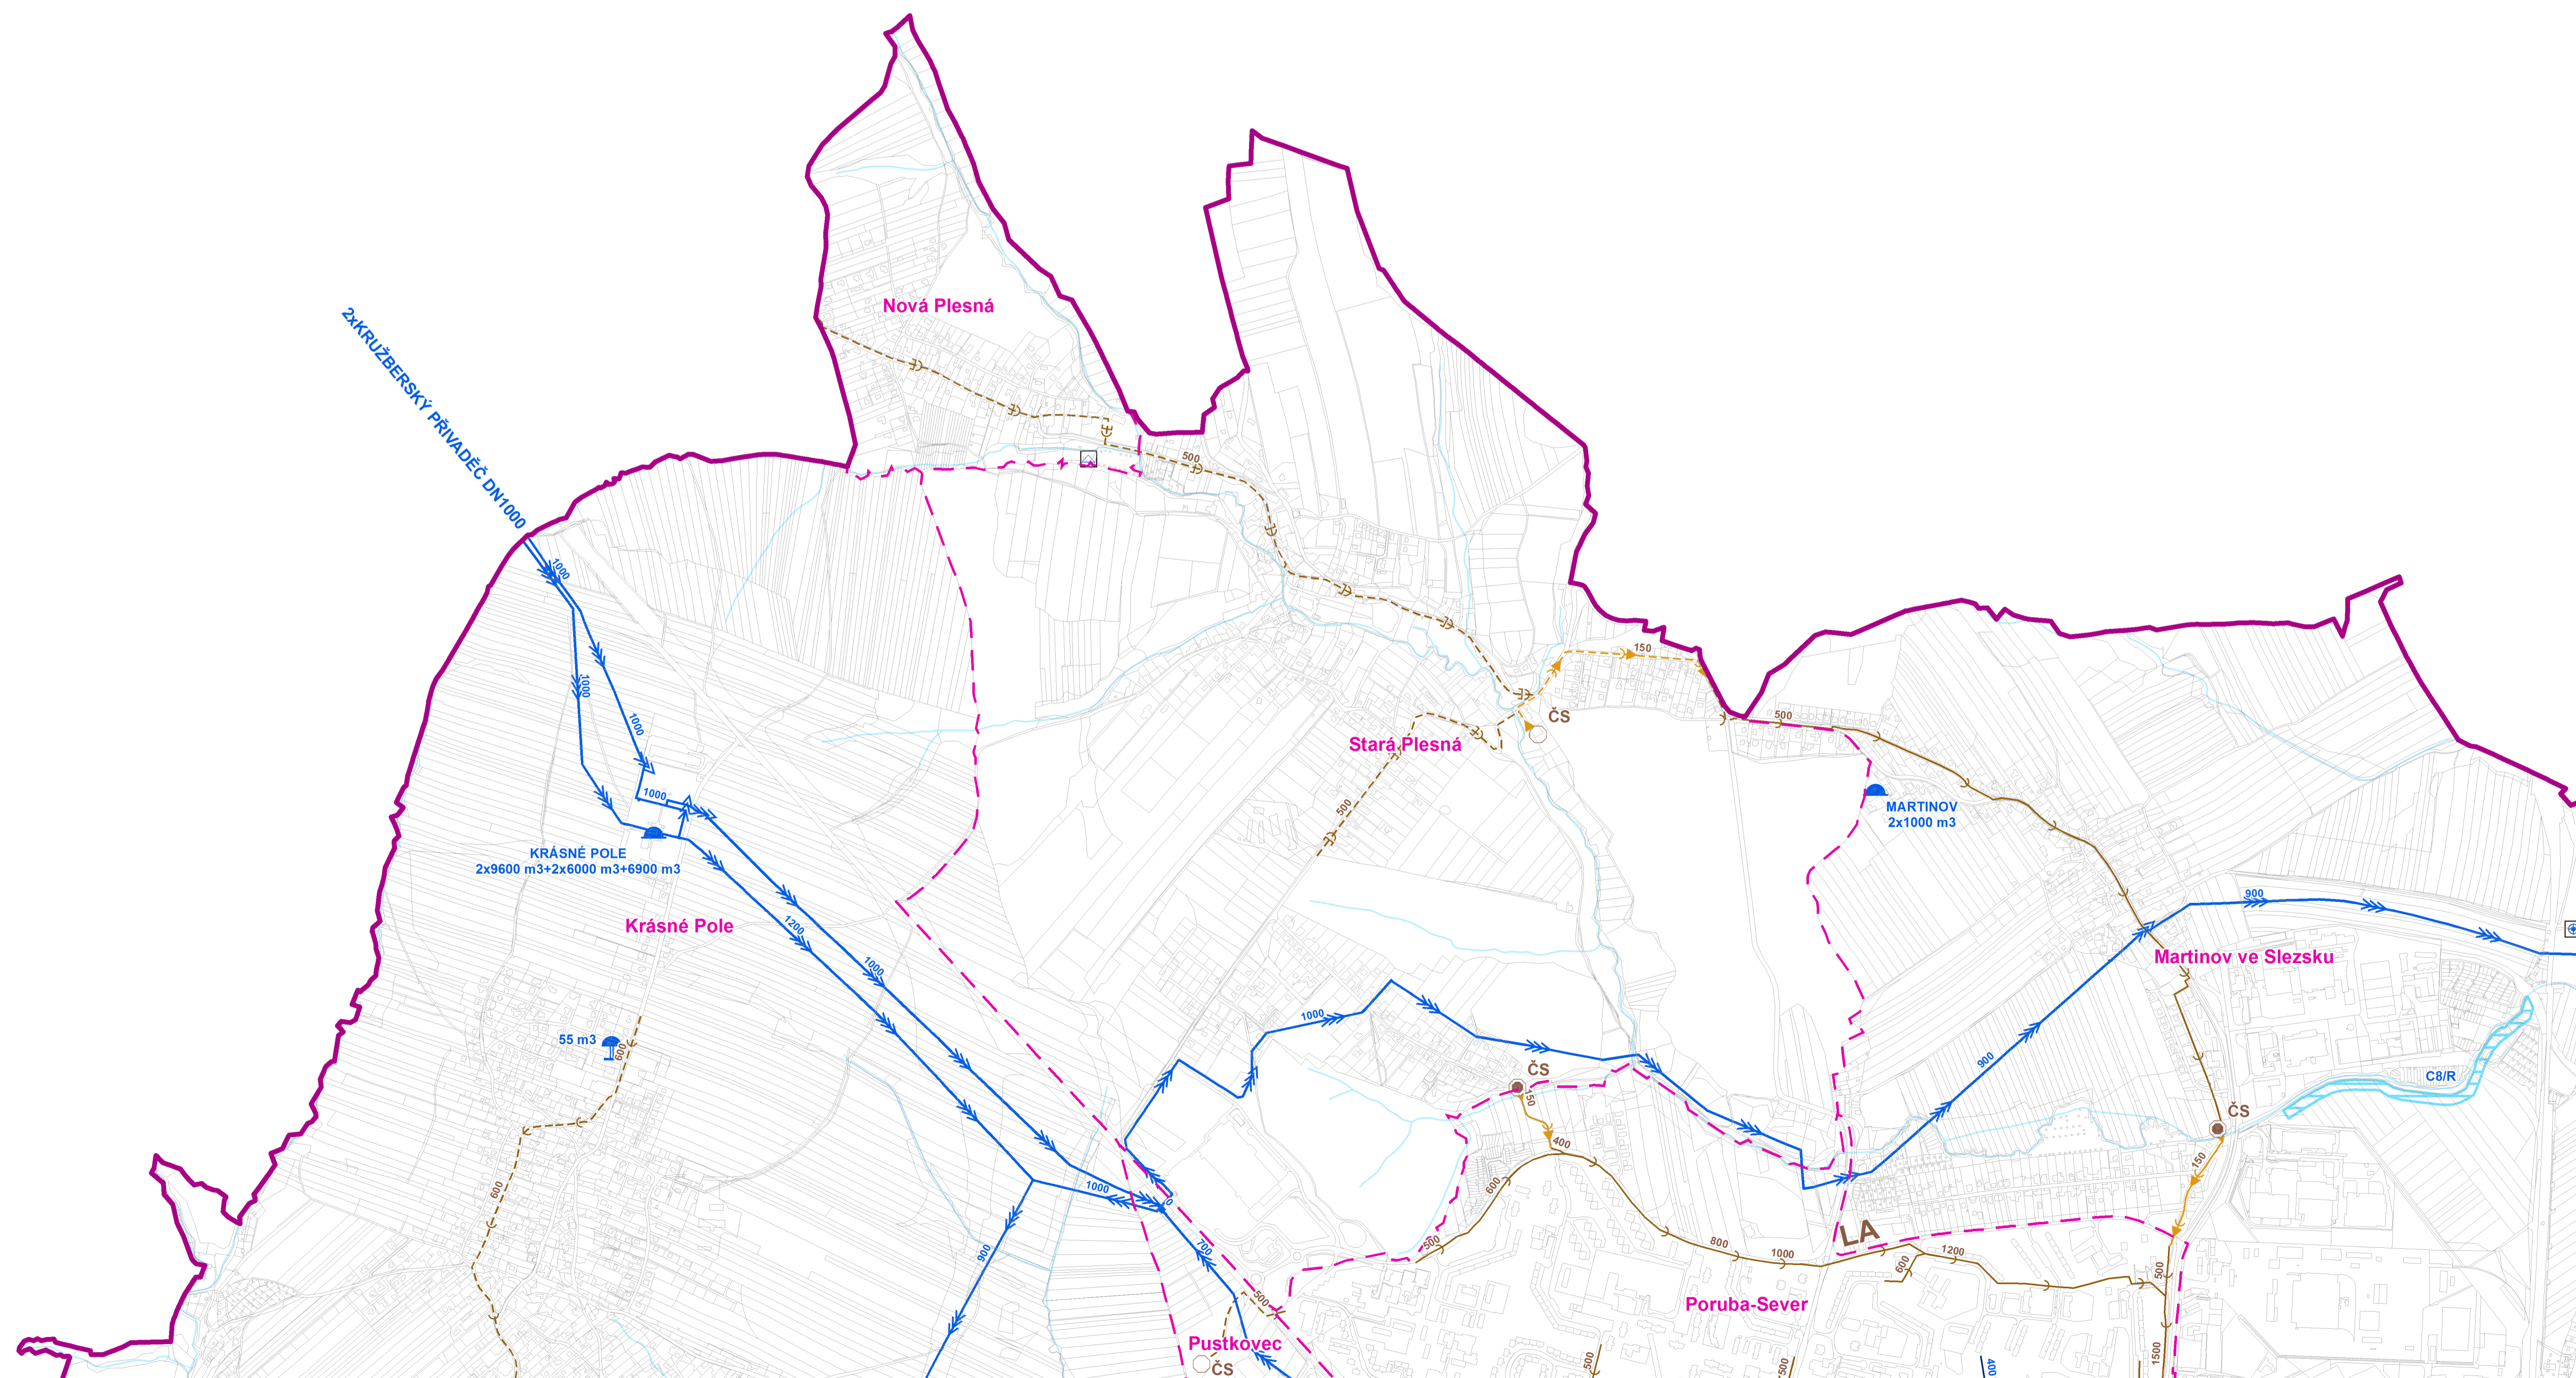 Nová Plesná
2xKRUŽBERSKÝ PŘIVADĚČ DN1000
500
1000
1000
150
1000
500
ČS
Stará Plesná
1000
500
MARTINOV
2x1000 m3
KRÁSNÉ POLE
2x9600 m3+2x6000 m3+6900 m3
900
Krásné Pole
1200
1000
Martinov ve Slezsku
1000
55 m3
600
900
ČS
150
C8/R
ČS
400
150
600
600
1000
LA
500
700
900
800
1000
1200
600
500
500
Poruba-Sever
Pustkovec
ČS
500
500
1500
400